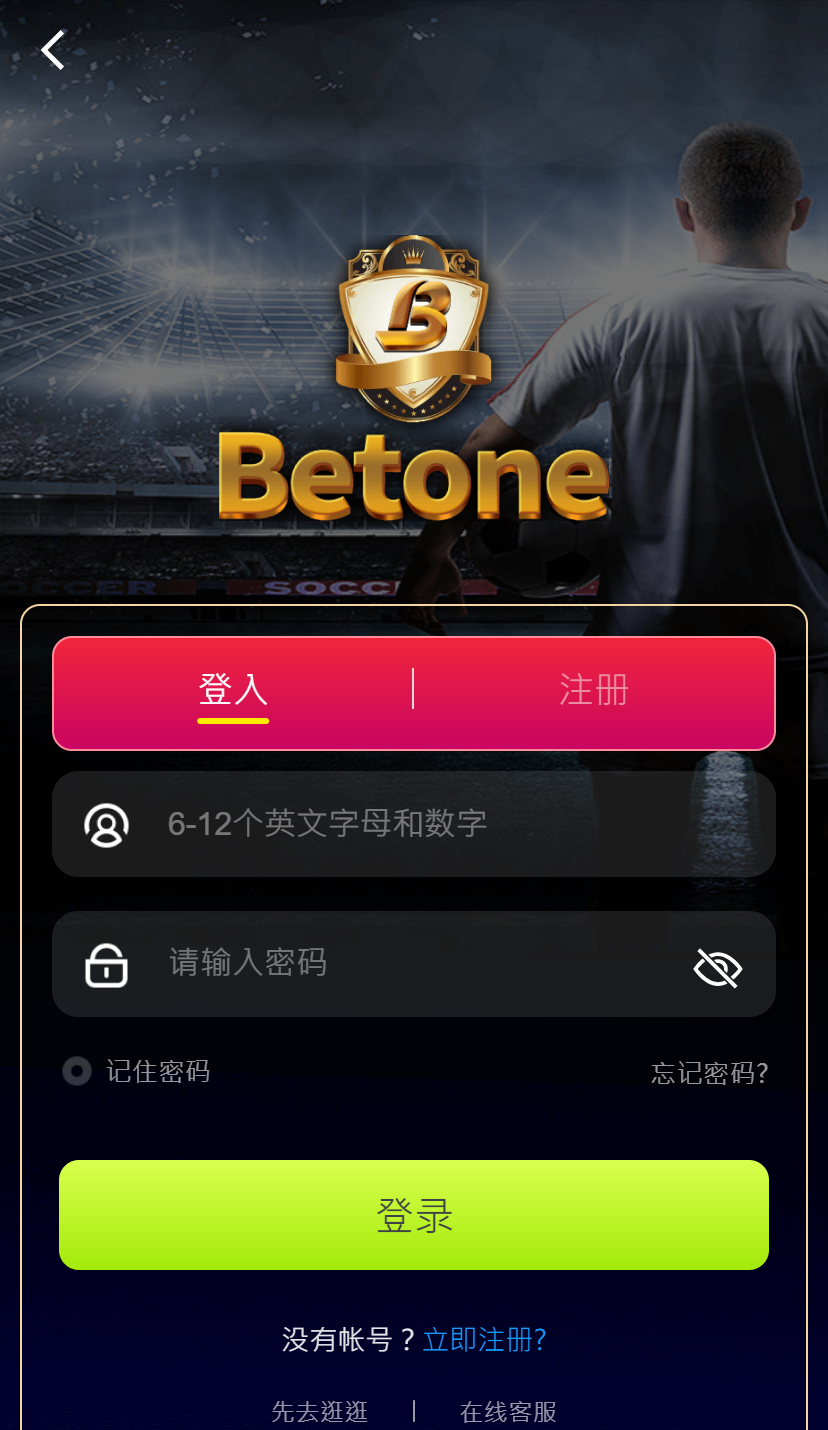 B
Betone
SOCCER
SOCC
登入 | 注册
6-12个英文字母和数字
请输入密码
记住密码
忘记密码?
登录
没有帐号？立即注册?
先去逛逛 | 在线客服